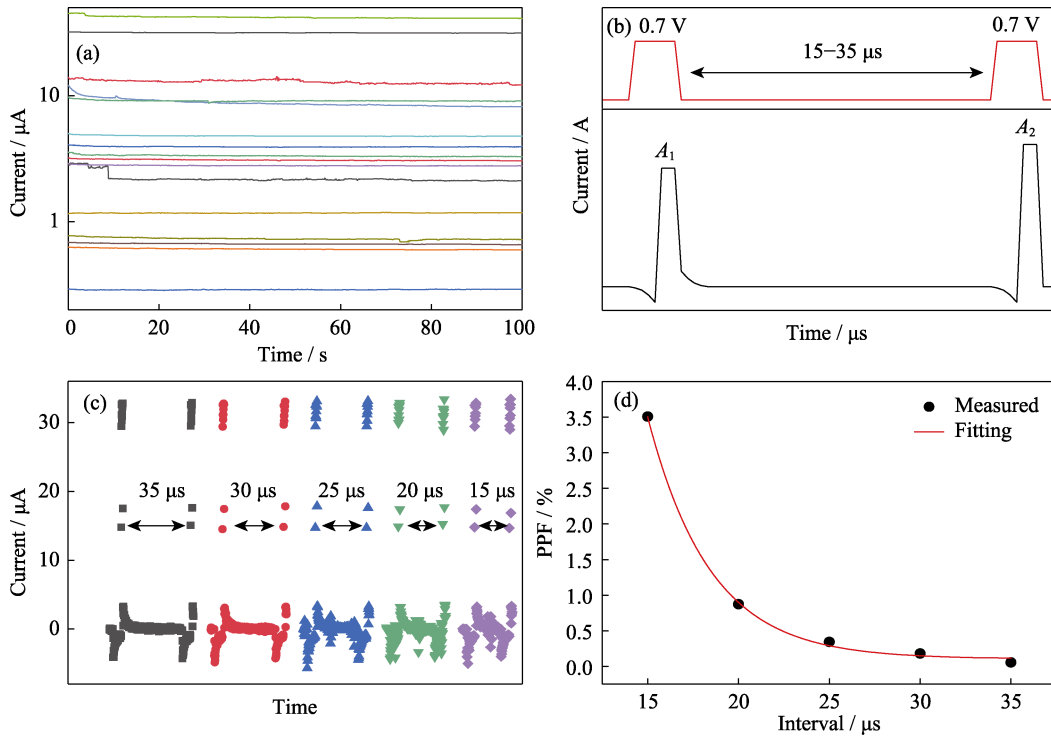 (a)
10
1
Current / μA
0 20 40 60 80 100
Time / s
(b)
0.7 V 0.7 V
15−35 μs
A1 A2
Current / A
Time / μs
(c)
30
20
10
0
Current / μA
35 μs 30 μs 25 μs 20 μs 15 μs
Time
(d)
4.0
3.5
3.0
2.5
2.0
1.5
1.0
0.5
0.0
PPF / %
Measured
Fitting
15 20 25 30 35
Interval / μs